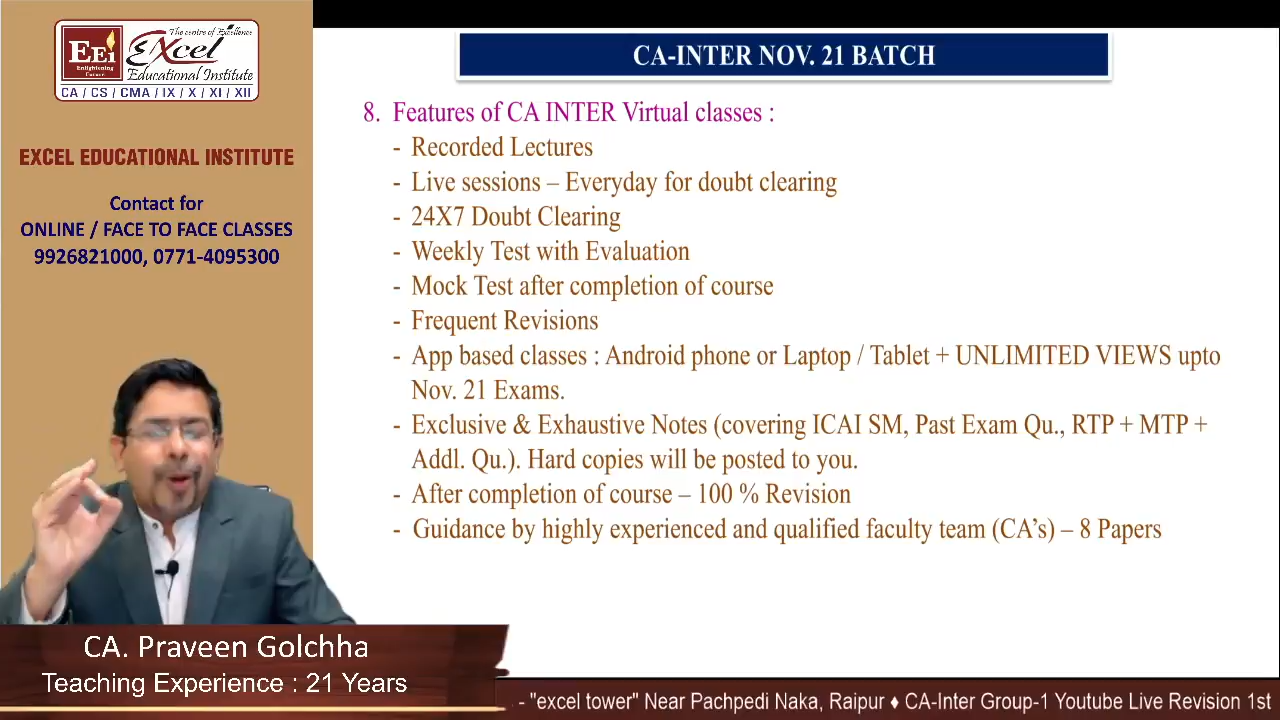 The centre of Excellence
EEi
Enlightening
Career
Excel
Educational Institute
CA / CS / CMA / IX / X / XI / XII
EXCEL EDUCATIONAL INSTITUTE
Contact for
ONLINE / FACE TO FACE CLASSES
9926821000, 0771-4095300
CA-INTER NOV. 21 BATCH
8. Features of CA INTER Virtual classes :
- Recorded Lectures
- Live sessions – Everyday for doubt clearing
- 24X7 Doubt Clearing
- Weekly Test with Evaluation
- Mock Test after completion of course
- Frequent Revisions
- App based classes : Android phone or Laptop / Tablet + UNLIMITED VIEWS upto
Nov. 21 Exams.
- Exclusive & Exhaustive Notes (covering ICAI SM, Past Exam Qu., RTP + MTP +
Addl. Qu.). Hard copies will be posted to you.
- After completion of course – 100 % Revision
- Guidance by highly experienced and qualified faculty team (CA's) – 8 Papers
CA. Praveen Golchha
Teaching Experience : 21 Years
- "excel tower" Near Pachpedi Naka, Raipur ♦ CA-Inter Group-1 Youtube Live Revision 1st